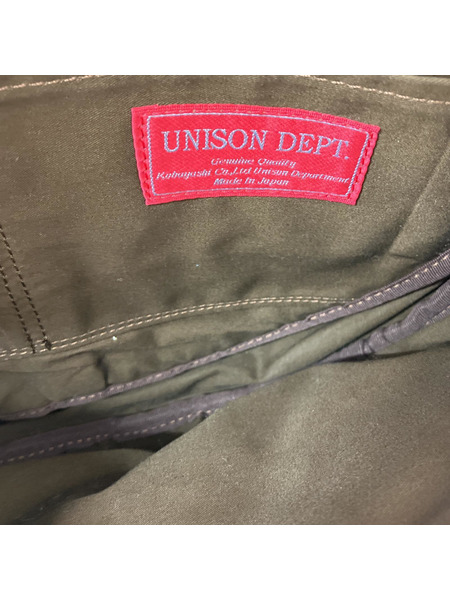 UNISON DEPT.
Genuine Quality
Kobayashi Co.,Ltd Unison Department
Made In Japan